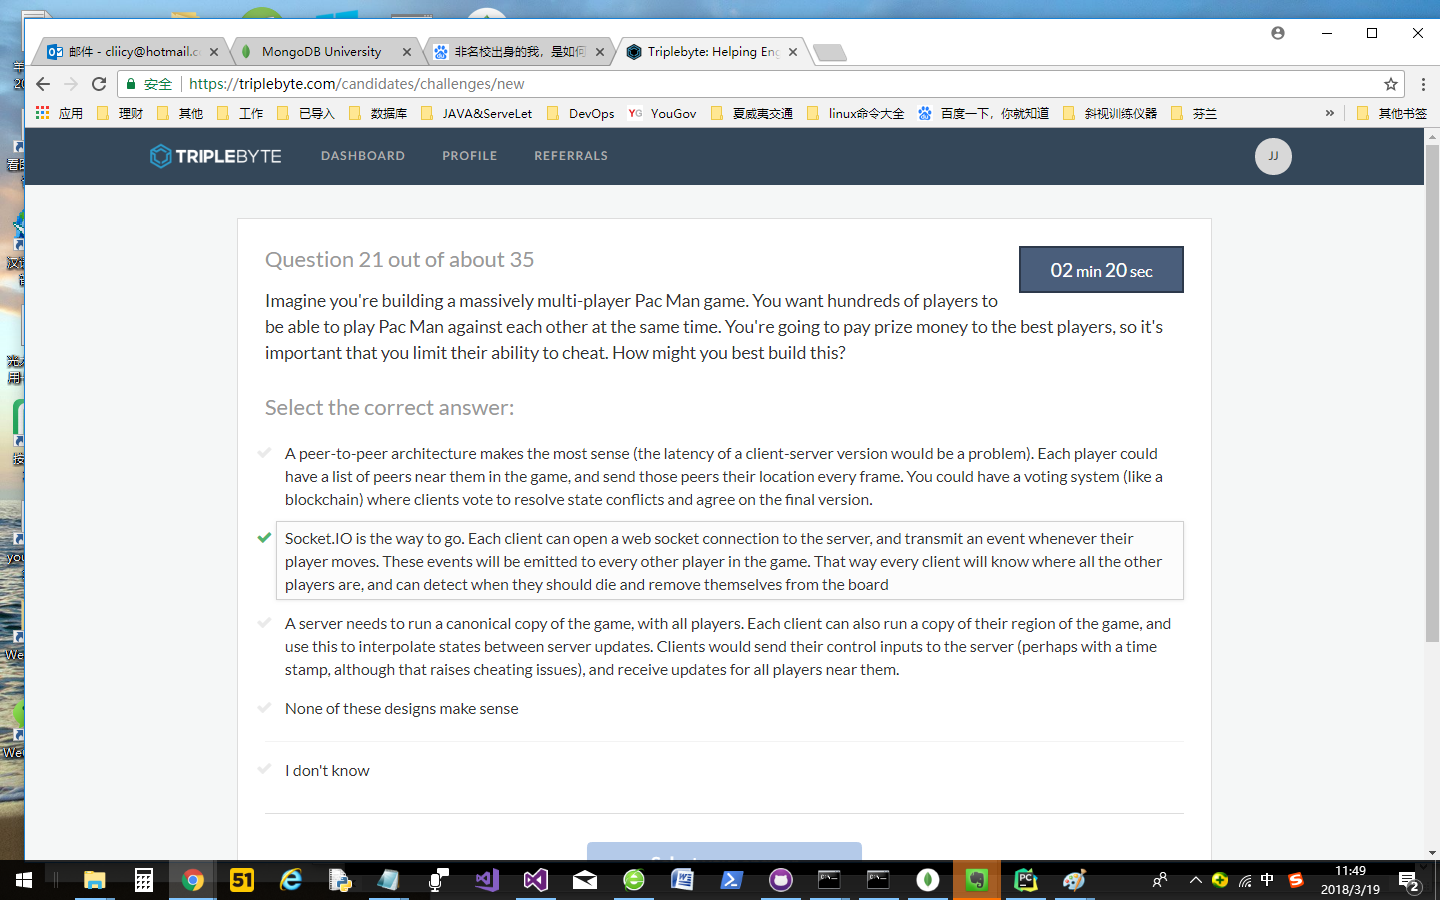 邮件 - cliicy@hotmail.c
MongoDB University
非名校出身的我，是如何
Triplebyte: Helping Eng
安全
https://triplebyte.com/candidates/challenges/new
应用
理财
其他
工作
已导入
数据库
JAVA&ServeLet
DevOps
YG
YouGov
夏威夷交通
linux命令大全
百度一下，你就知道
斜视训练仪器
芬兰
»
其他书签
TRIPLEBYTE
DASHBOARD
PROFILE
REFERRALS
JJ
Question 21 out of about 35
02 min 20 sec
Imagine you're building a massively multi-player Pac Man game. You want hundreds of players to
be able to play Pac Man against each other at the same time. You're going to pay prize money to the best players, so it's
important that you limit their ability to cheat. How might you best build this?
Select the correct answer:
A peer-to-peer architecture makes the most sense (the latency of a client-server version would be a problem). Each player could
have a list of peers near them in the game, and send those peers their location every frame. You could have a voting system (like a
blockchain) where clients vote to resolve state conflicts and agree on the final version.
Socket.IO is the way to go. Each client can open a web socket connection to the server, and transmit an event whenever their
player moves. These events will be emitted to every other player in the game. That way every client will know where all the other
players are, and can detect when they should die and remove themselves from the board
A server needs to run a canonical copy of the game, with all players. Each client can also run a copy of their region of the game, and
use this to interpolate states between server updates. Clients would send their control inputs to the server (perhaps with a time
stamp, although that raises cheating issues), and receive updates for all players near them.
None of these designs make sense
I don't know
51
中
11:49
2018/3/19
2